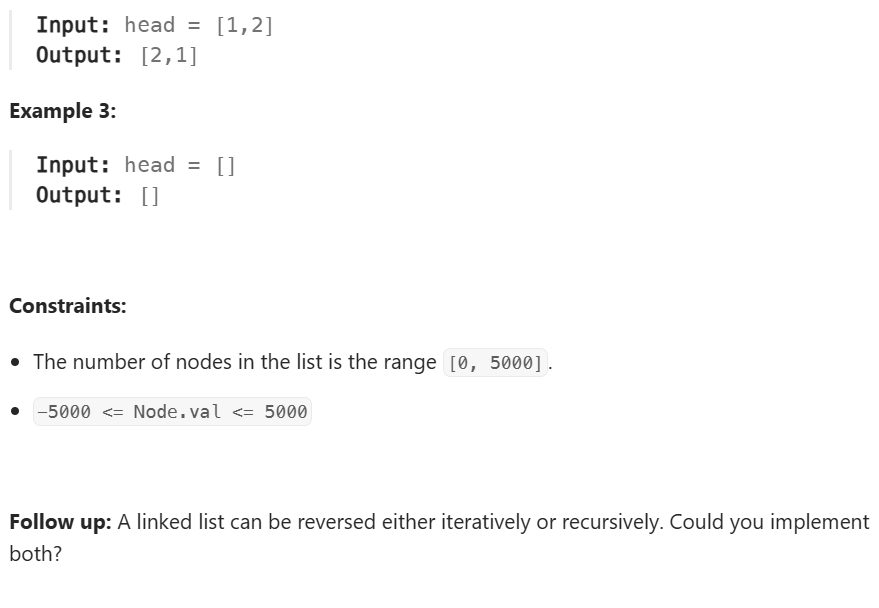 Input: head = [1,2]
Output: [2,1]
Example 3:
Input: head = []
Output: []
Constraints:
The number of nodes in the list is the range [0, 5000].
-5000 <= Node.val <= 5000
Follow up: A linked list can be reversed either iteratively or recursively. Could you implement
both?